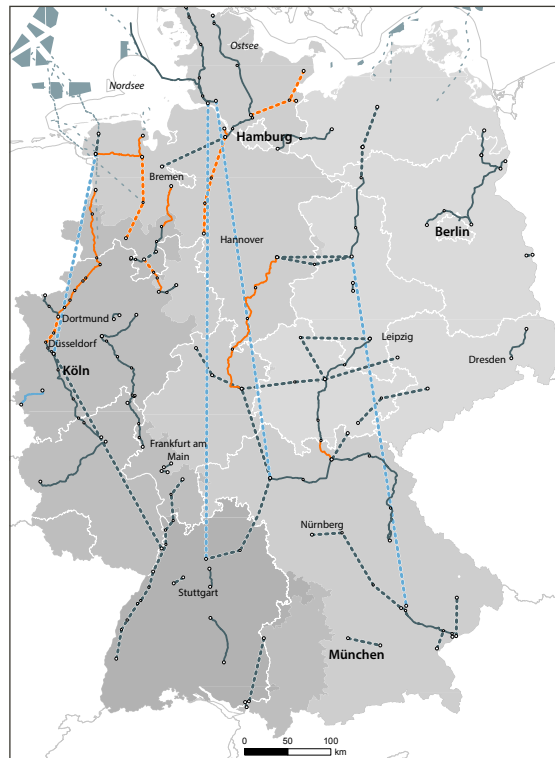 Ostsee
Nordsee
Hamburg
Bremen
Berlin
Hannover
Dortmund
Düsseldorf
Leipzig
Köln
Dresden
Frankfurt am
Main
Nürnberg
Stuttgart
München
0 50 100
km